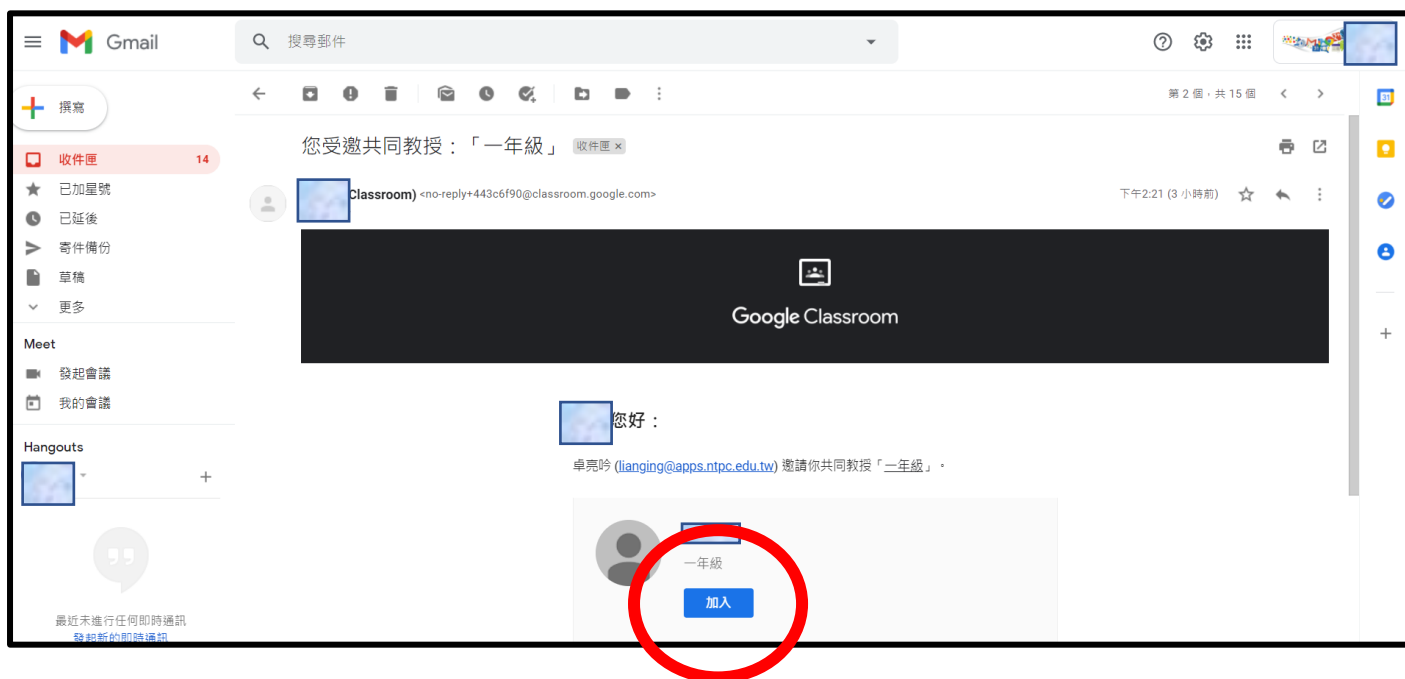 Gmail
搜尋郵件
撰寫
第 2 個，共 15 個
收件匣 14
已加星號
已延後
寄件備份
草稿
更多
Meet
發起會議
我的會議
Hangouts
最近未進行任何即時通訊
發起新的即時通訊
您受邀共同教授：「一年級」 收件匣 ×
Classroom) <no-reply+443c6f90@classroom.google.com>
下午2:21 (3 小時前)
Google Classroom
您好：
卓亮吟 (lianging@apps.ntpc.edu.tw) 邀請你共同教授「一年級」。
一年級
加入
31